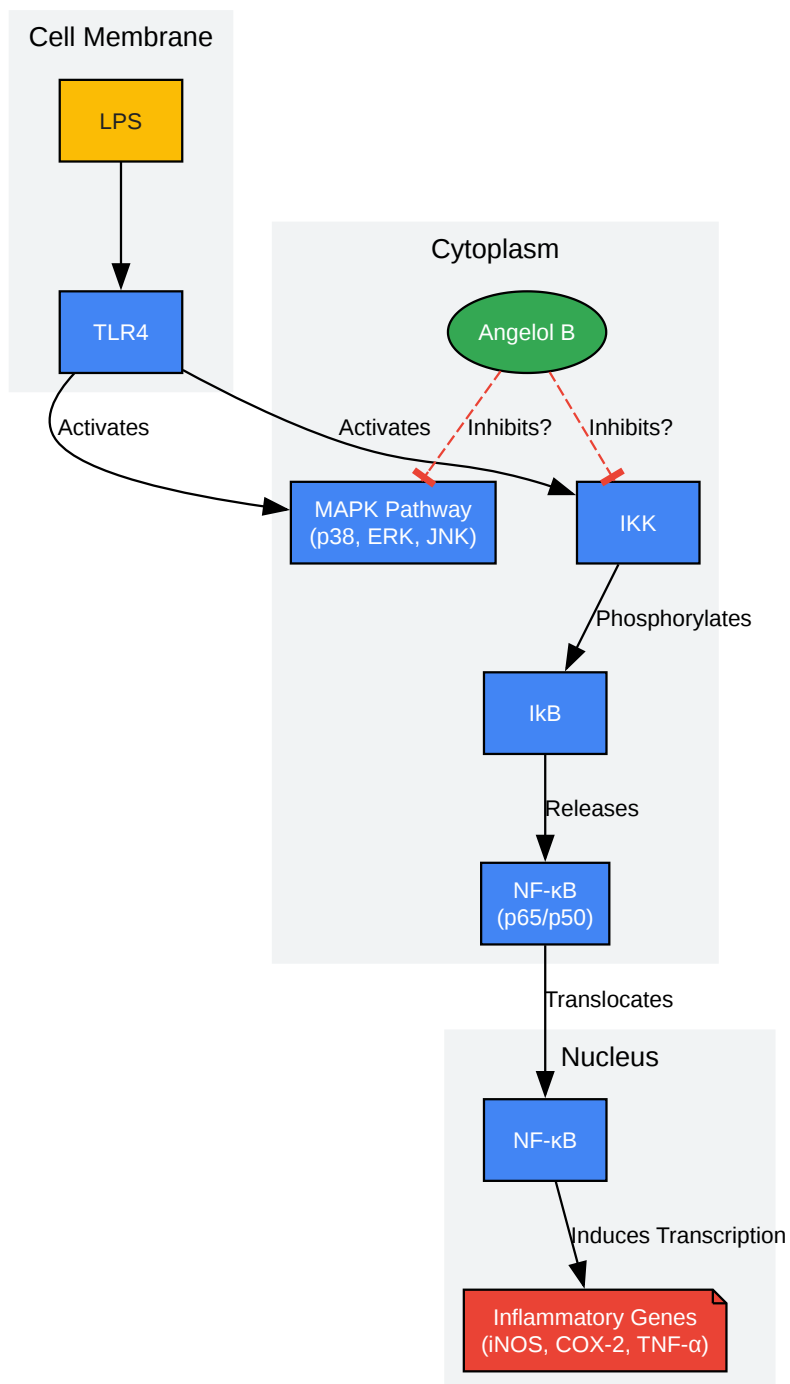 Cell Membrane
LPS
Cytoplasm
TLR4
Angelol B
Activates
Activates
Inhibits?
Inhibits?
MAPK Pathway
(p38, ERK, JNK)
IKK
Phosphorylates
IkB
Releases
NF-κB
(p65/p50)
Translocates
Nucleus
NF-κB
Induces Transcription
Inflammatory Genes
(iNOS, COX-2, TNF-α)